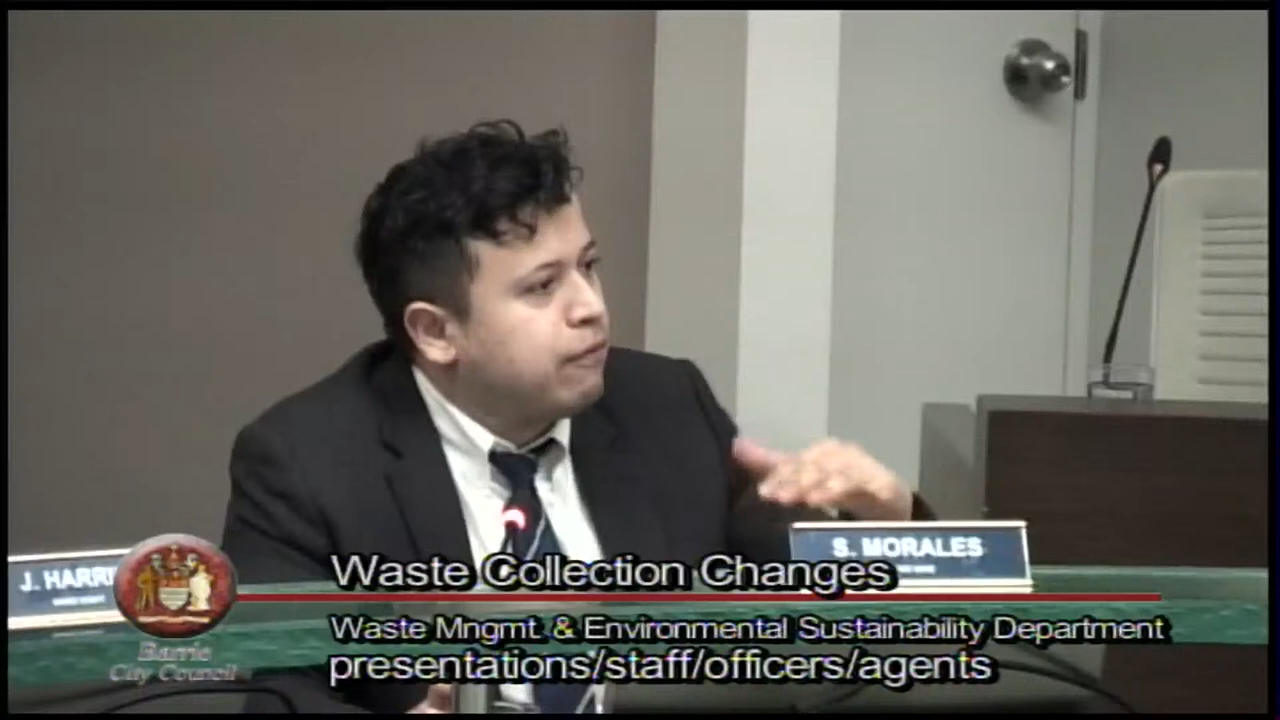 J. HARRI
S. MORALES
Waste Collection Changes
Waste Mngmt. & Environmental Sustainability Department
presentations/staff/officers/agents
Barrie
City Council